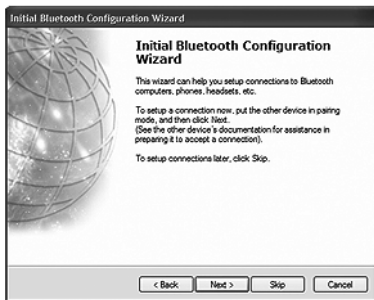 Initial Bluetooth Configuration Wizard
Initial Bluetooth Configuration
Wizard
This wizard can help you setup connections to Bluetooth
computers, phones, headsets, etc.
To setup a connection now, put the other device in pairing
mode, and then click Next.
(See the other device's documentation for assistance in
preparing it to accept a connection).
To setup connections later, click Skip.
< Back Next > Skip Cancel